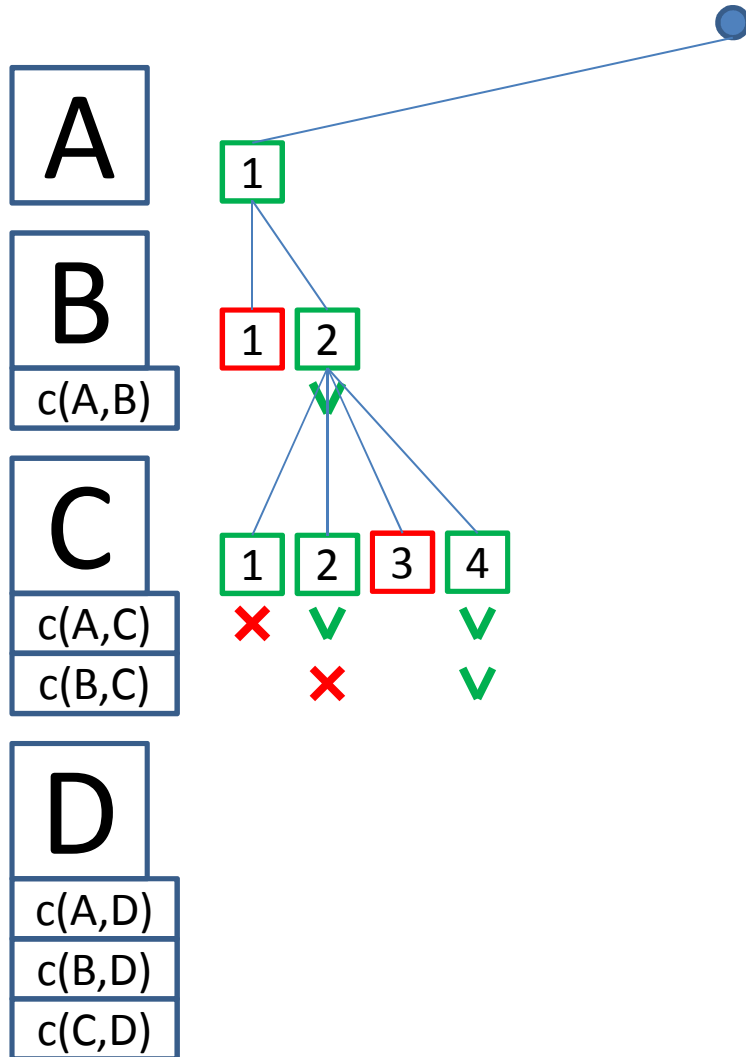 A
1
B
1 2
c(A,B)
C
1 2 3 4
c(A,C)
c(B,C)
D
c(A,D)
c(B,D)
c(C,D)